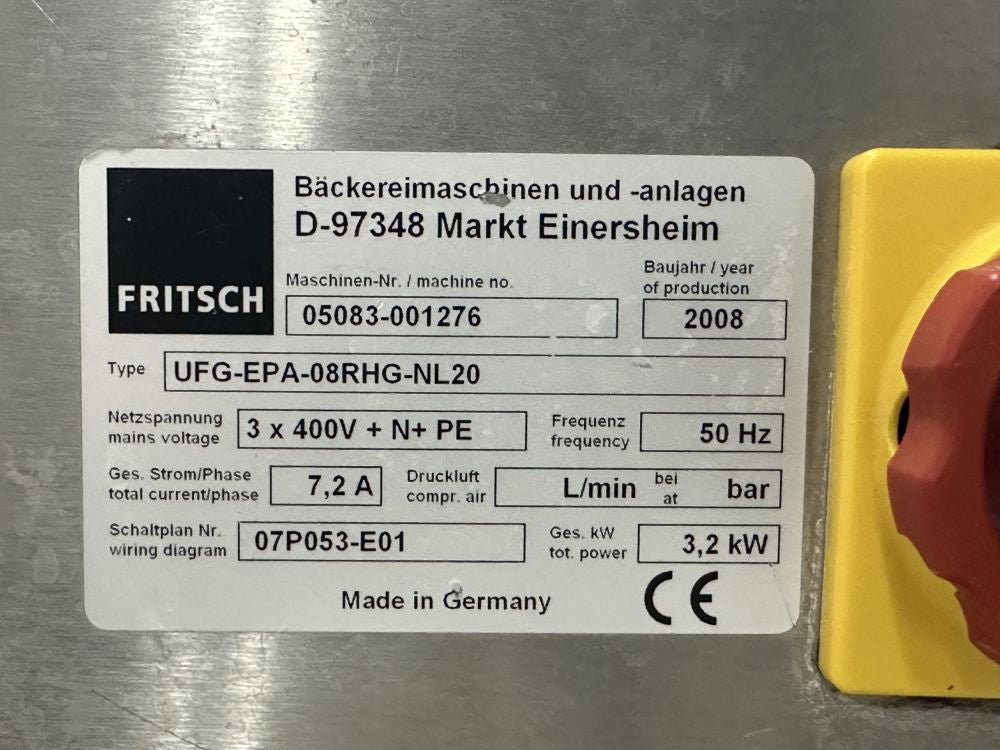 FRITSCH
Bäckereimaschinen und -anlagen
D-97348 Markt Einersheim
Maschinen-Nr. / machine no.
05083-001276
Baujahr / year
of production
2008
Type
UFG-EPA-08RHG-NL20
Netzspannung
mains voltage
3 x 400V + N+ PE
Frequenz
frequency
50 Hz
Ges. Strom/Phase
total current/phase
7,2 A
Druckluft
compr. air
L/min
bei
at
bar
Schaltplan Nr.
wiring diagram
07P053-E01
Ges. kW
tot. power
3,2 kW
Made in Germany
CE